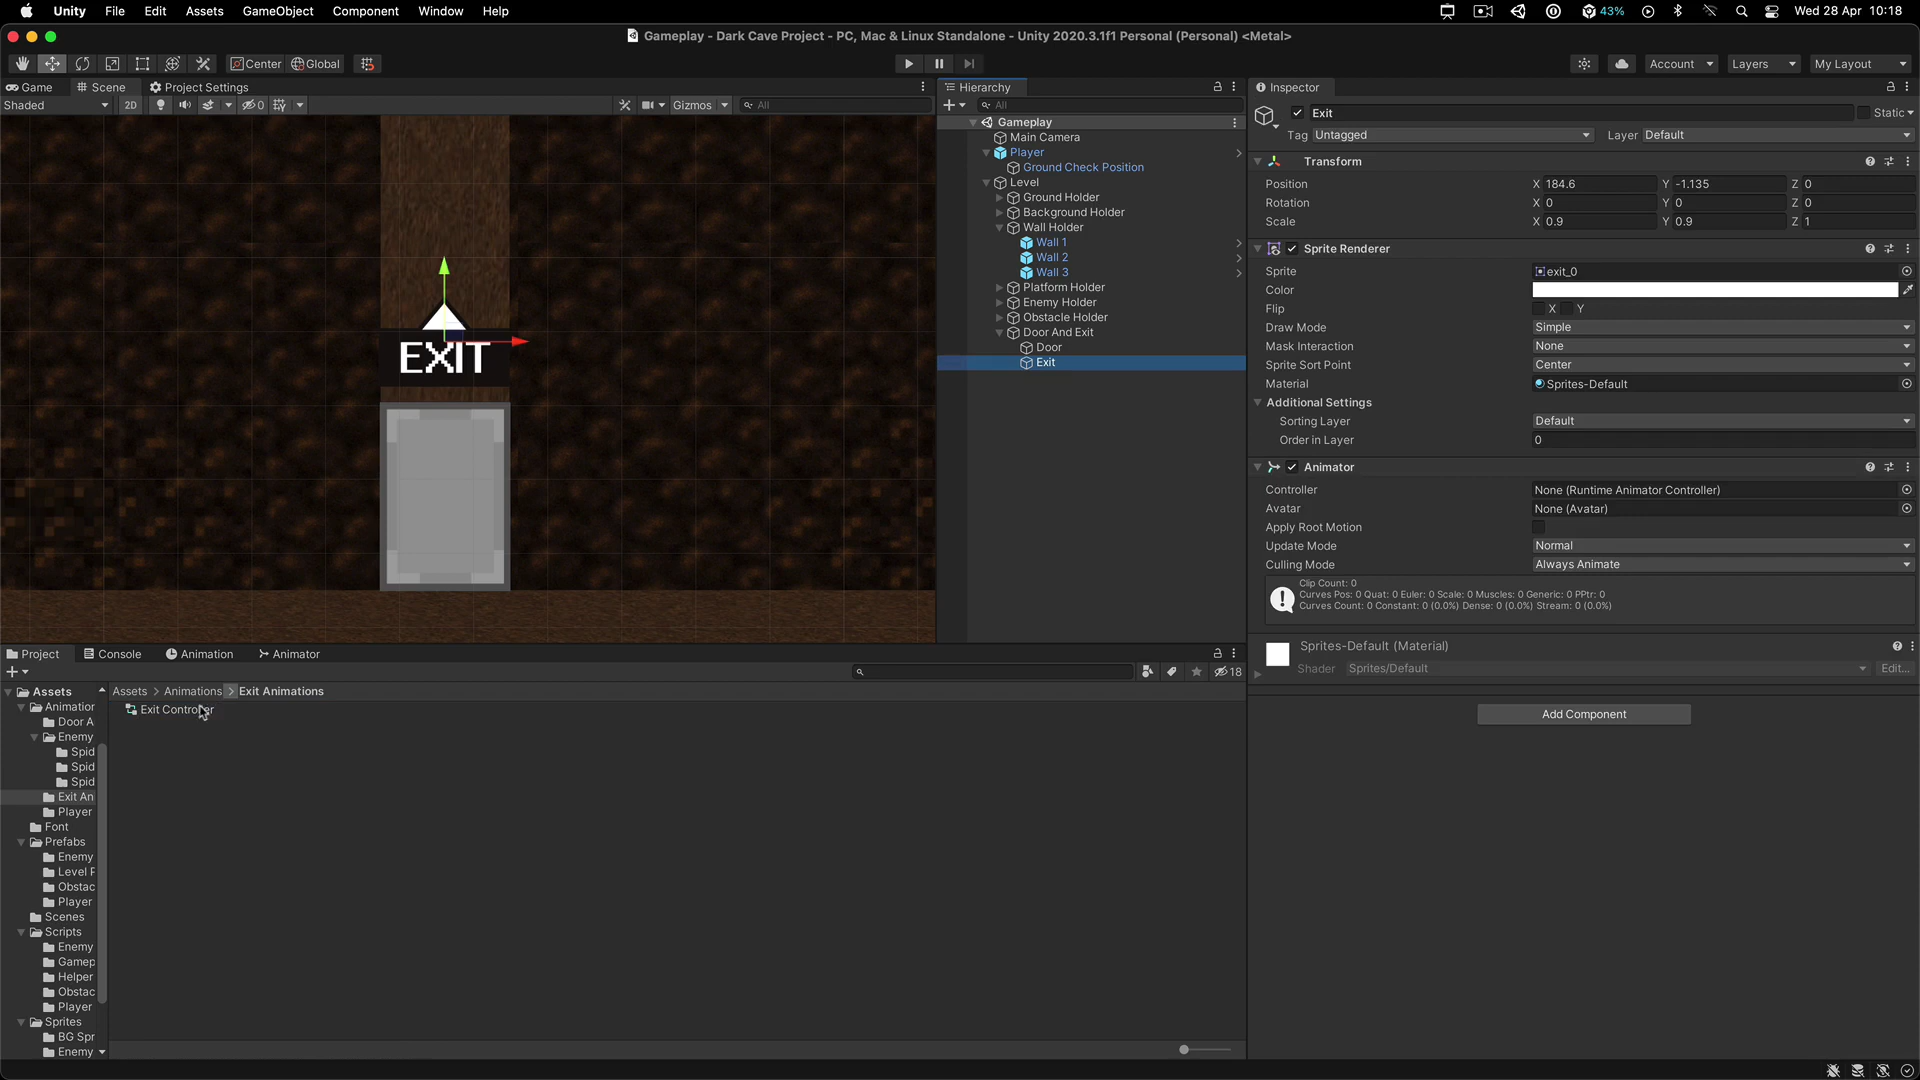 Unity File Edit Assets GameObject Component Window Help 43% Wed 28 Apr 10:18
Gameplay - Dark Cave Project - PC, Mac & Linux Standalone - Unity 2020.3.1f1 Personal (Personal) <Metal>
Center Global Account Layers My Layout
Game Scene Project Settings
Shaded 2D 0 Gizmos All
EXIT
Hierarchy
All
Gameplay
Main Camera
Player
Ground Check Position
Level
Ground Holder
Background Holder
Wall Holder
Wall 1
Wall 2
Wall 3
Platform Holder
Enemy Holder
Obstacle Holder
Door And Exit
Door
Exit
Inspector
Exit Static
Tag Untagged Layer Default
Transform
Position X 184.6 Y -1.135 Z 0
Rotation X 0 Y 0 Z 0
Scale X 0.9 Y 0.9 Z 1
Sprite Renderer
Sprite exit_0
Color
Flip X Y
Draw Mode Simple
Mask Interaction None
Sprite Sort Point Center
Material Sprites-Default
Additional Settings
Sorting Layer Default
Order in Layer 0
Animator
Controller None (Runtime Animator Controller)
Avatar None (Avatar)
Apply Root Motion
Update Mode Normal
Culling Mode Always Animate
Clip Count: 0
Curves Pos: 0 Quat: 0 Euler: 0 Scale: 0 Muscles: 0 Generic: 0 PPtr: 0
Curves Count: 0 Constant: 0 (0.0%) Dense: 0 (0.0%) Stream: 0 (0.0%)
Sprites-Default (Material)
Shader Sprites/Default Edit...
Add Component
Project Console Animation Animator
18
Assets
Animation
Door A
Enemy
Spid
Spid
Spid
Exit An
Player
Font
Prefabs
Enemy
Level P
Obstac
Player
Scenes
Scripts
Enemy
Gamep
Helper
Obstac
Player
Sprites
BG Spr
Enemy
Assets > Animations > Exit Animations
Exit Controller